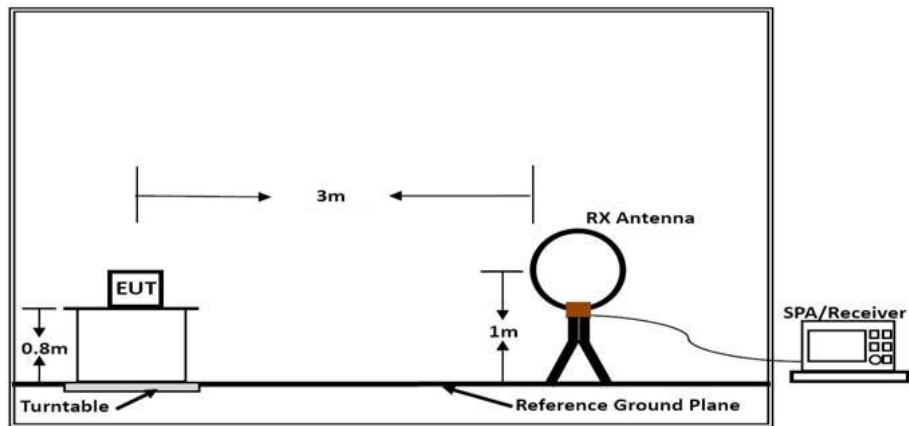 3m
RX Antenna
EUT
SPA/Receiver
0.8m
1m
Turntable
Reference Ground Plane